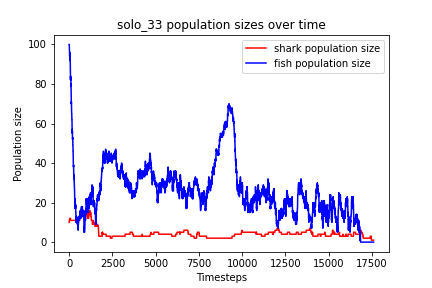 solo_33 population sizes over time
shark population size
fish population size
Population size
100
80
60
40
20
0
0 2500 5000 7500 10000 12500 15000 17500
Timesteps